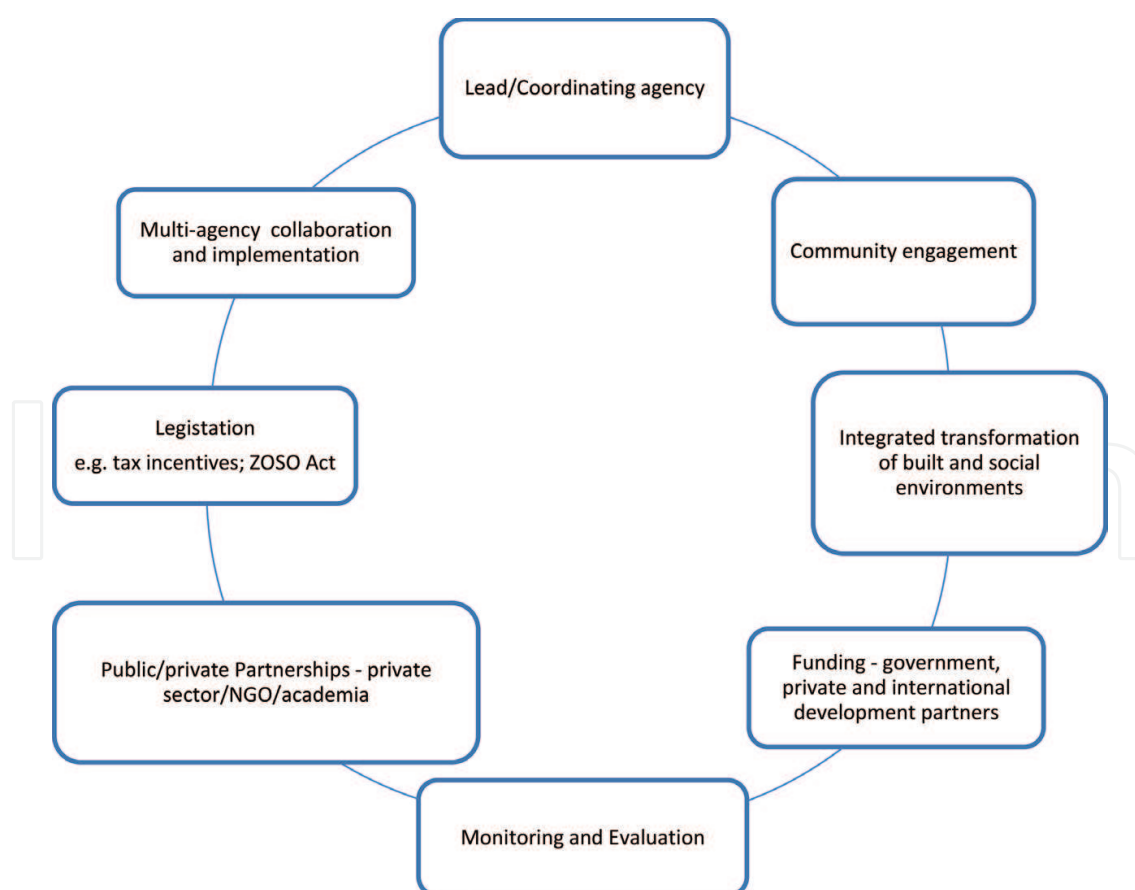 Lead/Coordinating agency
Community engagement
Integrated transformation
of built and social
environments
Funding - government,
private and international
development partners
Monitoring and Evaluation
Public/private Partnerships - private
sector/NGO/academia
Legistation
e.g. tax incentives; ZOSO Act
Multi-agency collaboration
and implementation